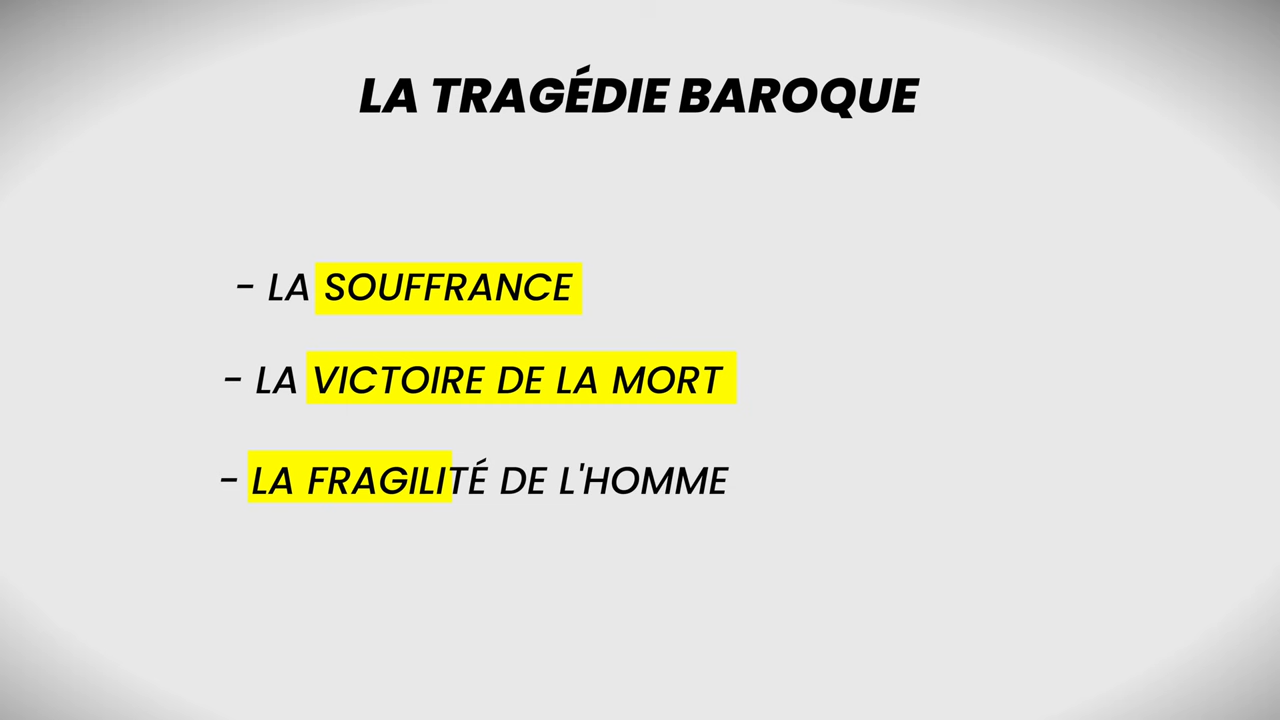 LA TRAGÉDIE BAROQUE
- LA SOUFFRANCE
- LA VICTOIRE DE LA MORT
- LA FRAGILITÉ DE L'HOMME